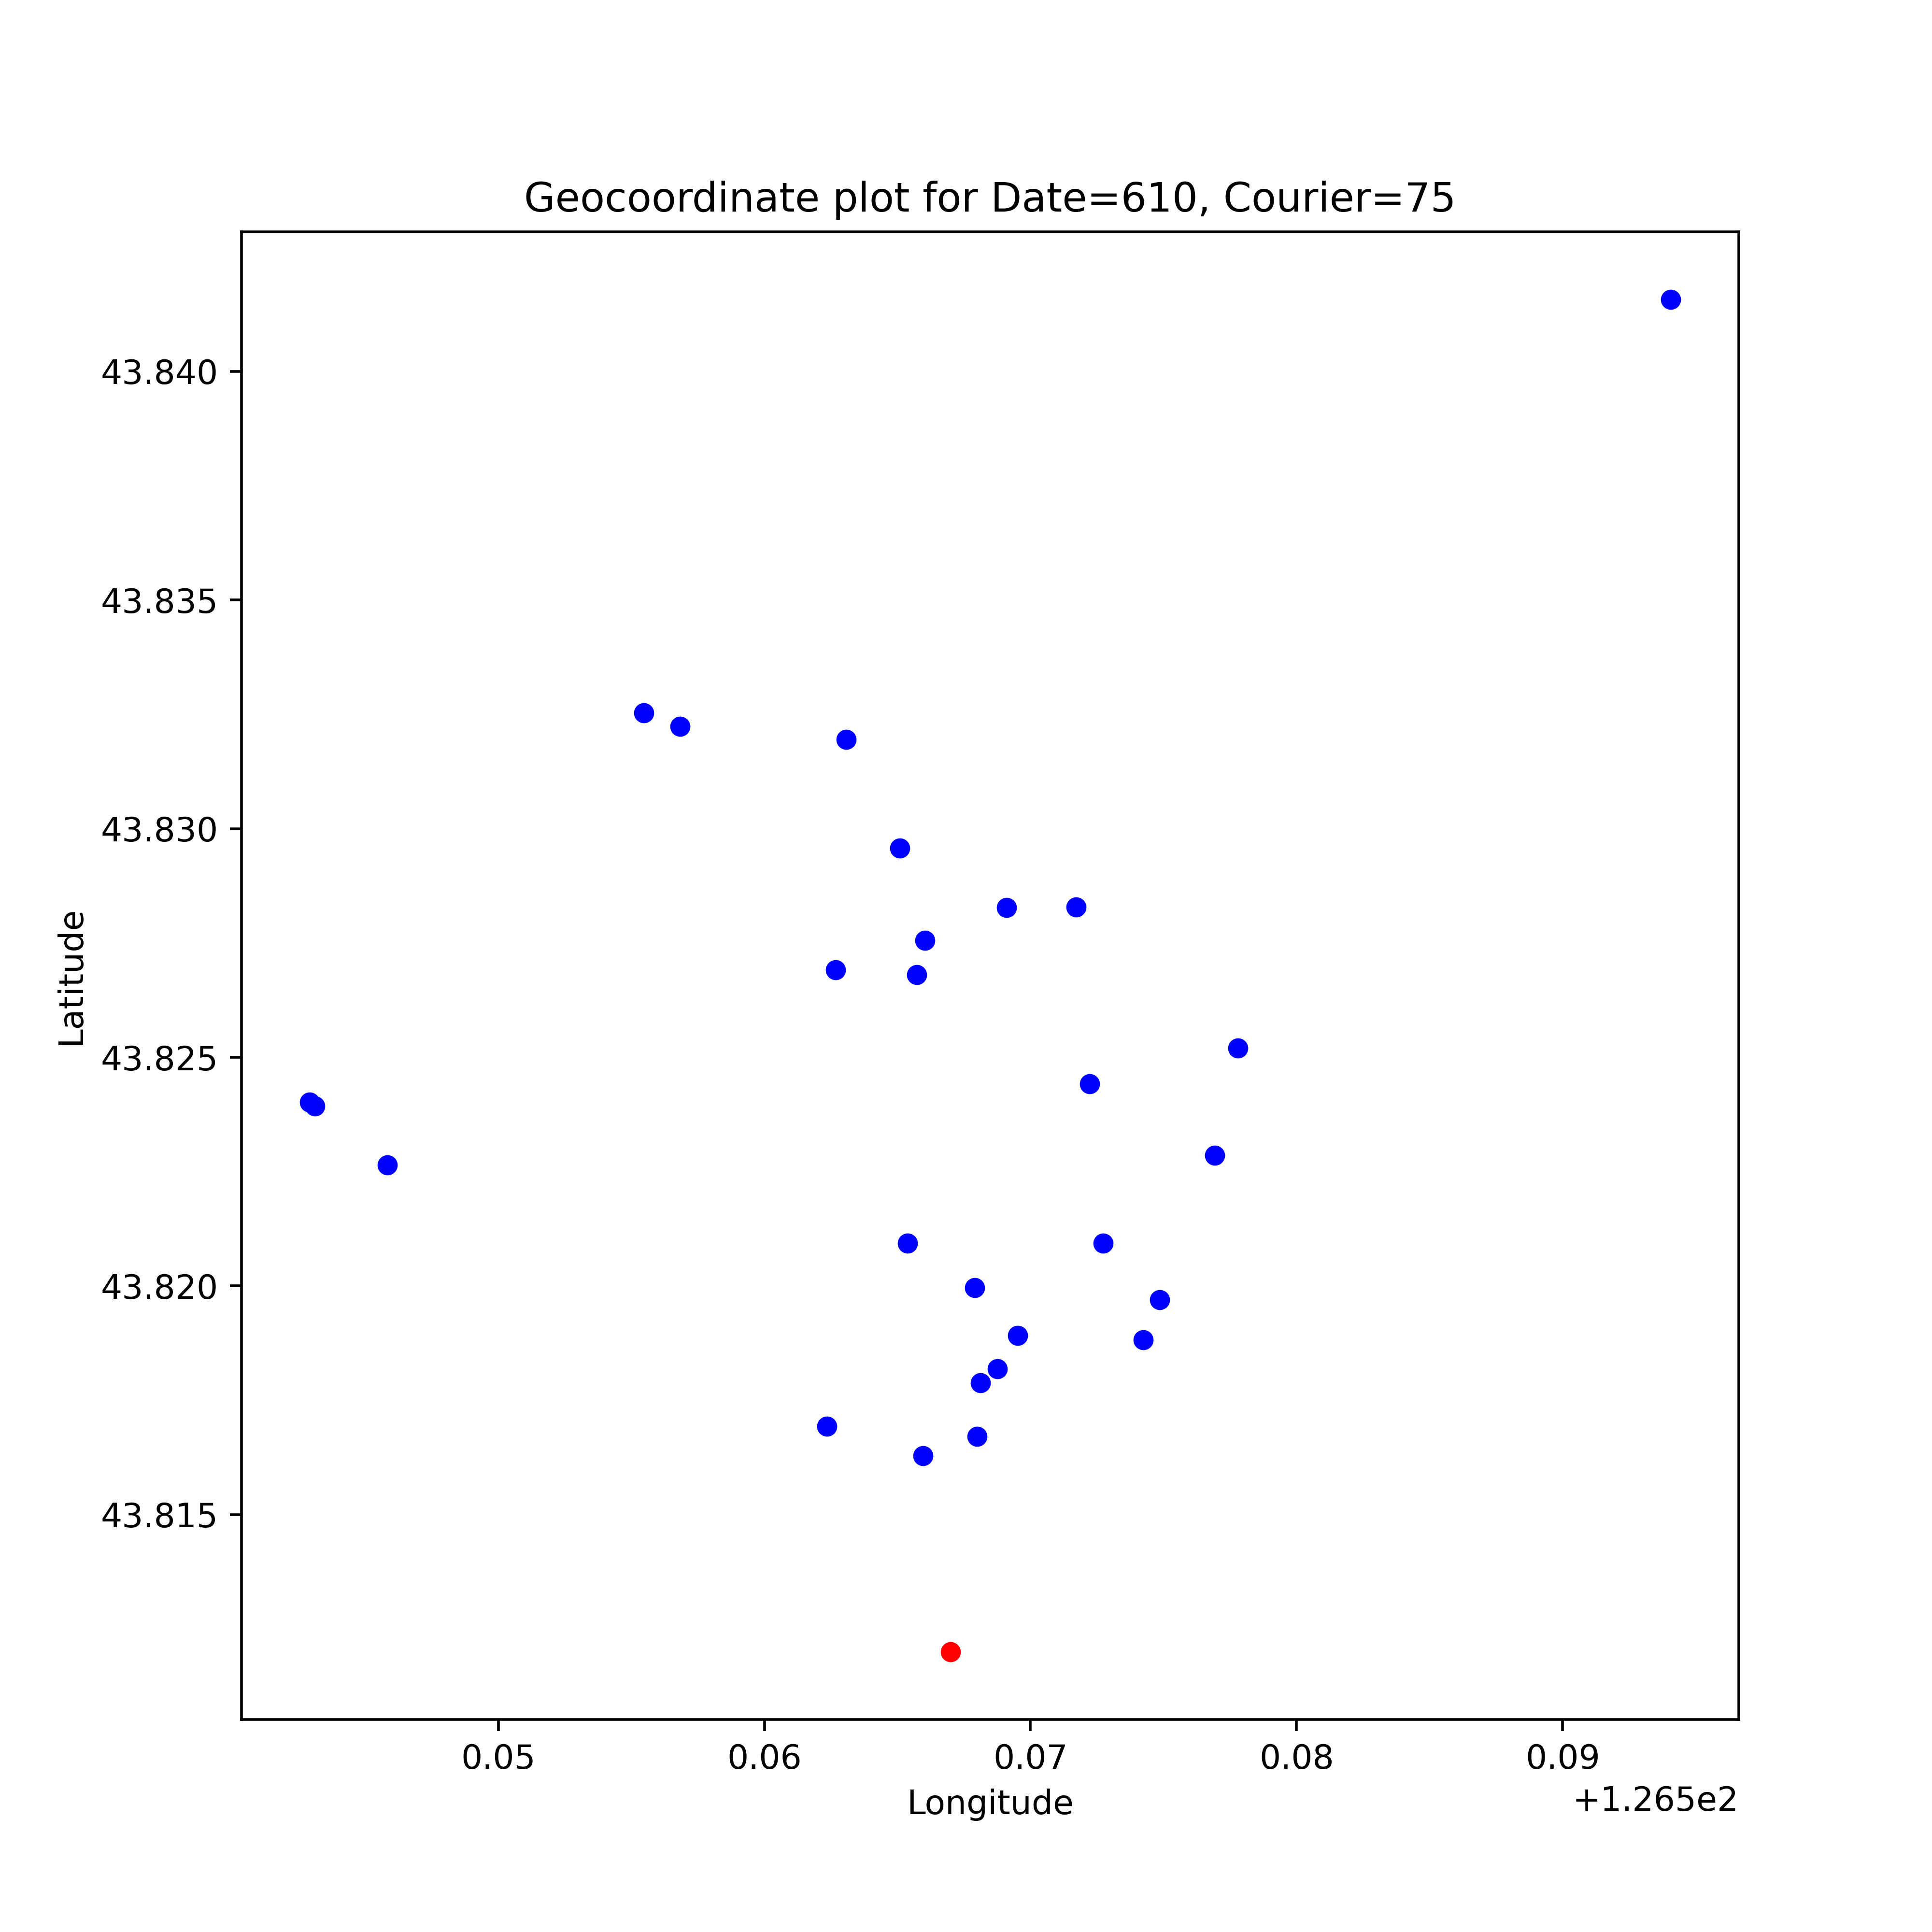 Geocoordinate plot for Date=610, Courier=75
43.840
43.835
43.830
43.825
43.820
43.815
Latitude
0.05 0.06 0.07 0.08 0.09
Longitude
+1.265e2